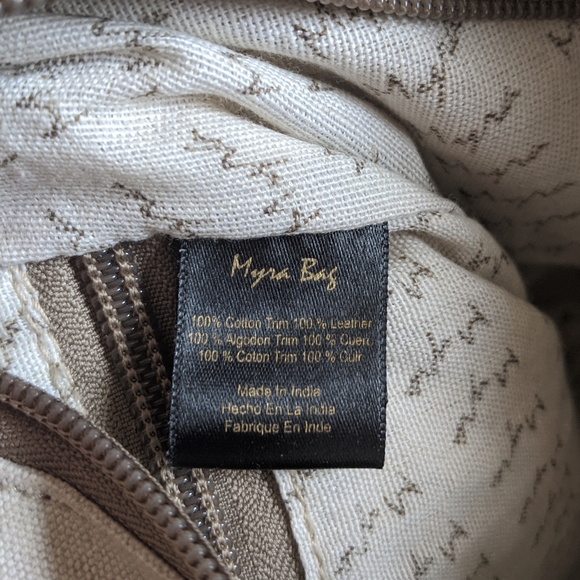 Myra Bag
100% Cotton Trim 100 % Leather
100 % Algodon Trim 100 % Cuert
100 % Coton Trim 100 % Cuir
Made In India
Hecho En La India
Fabrique En Inde